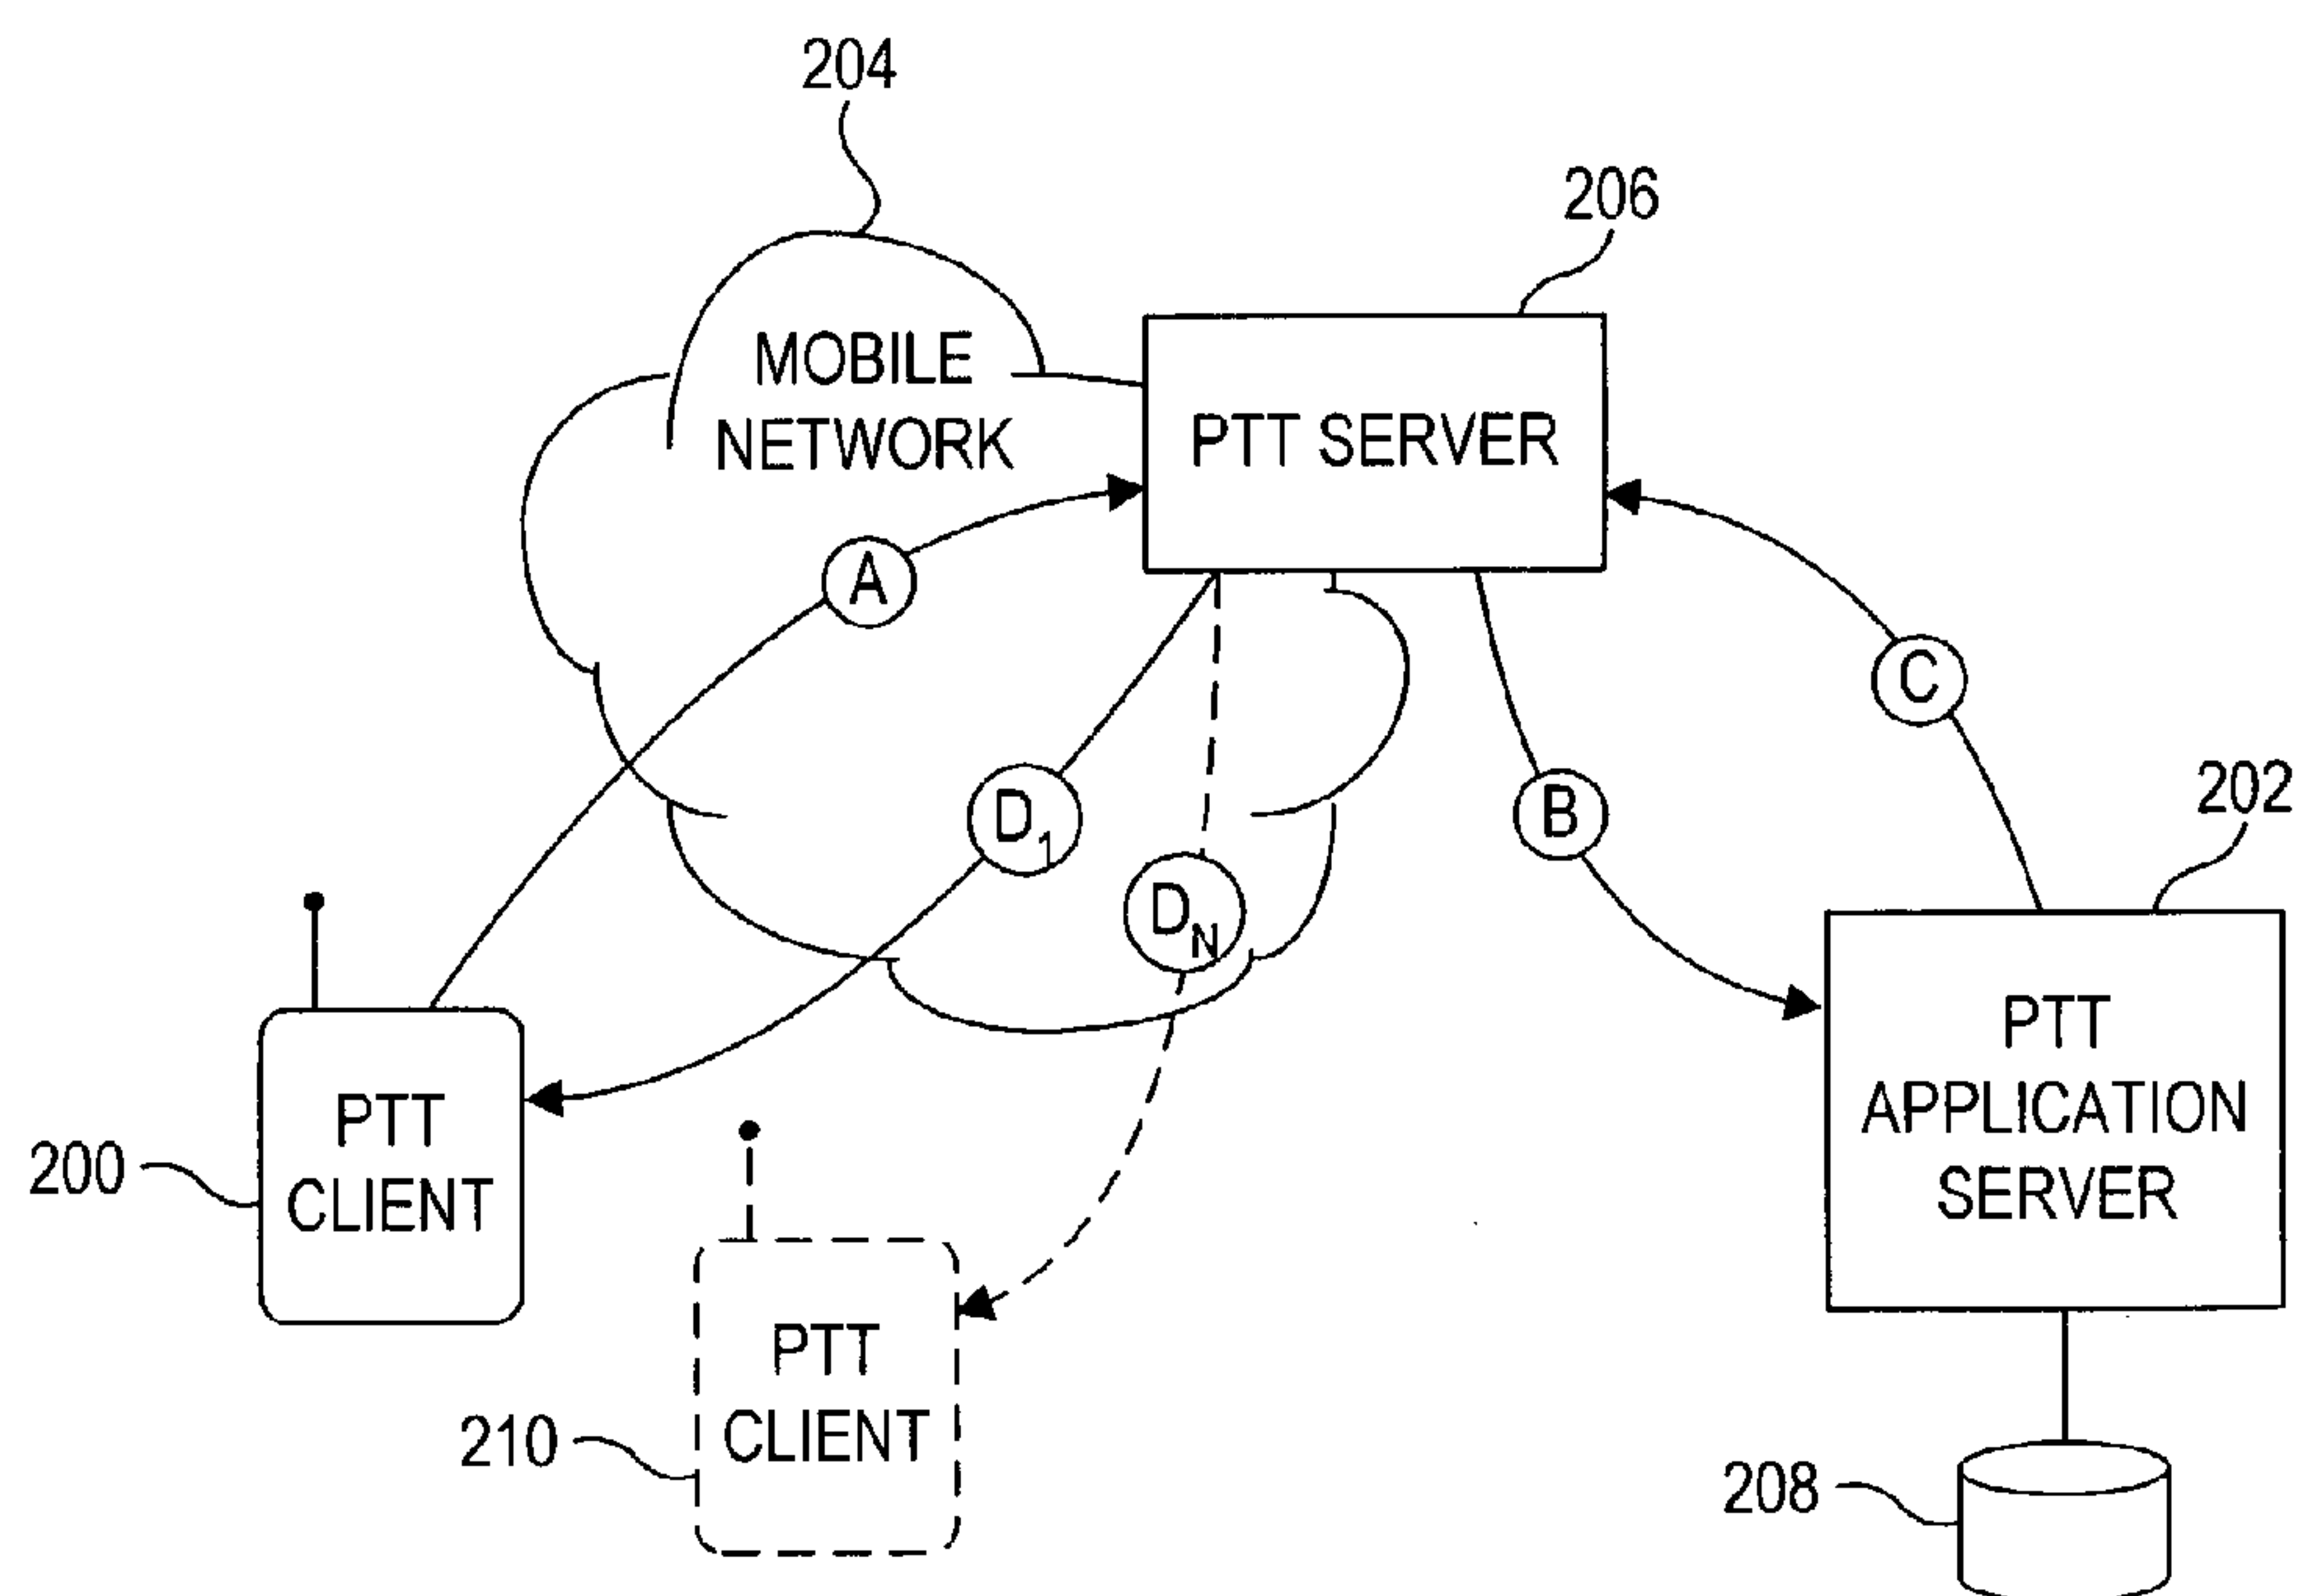 204
206
MOBILE
NETWORK
PTT SERVER
A
C
202
D1
B
DN
PTT
APPLICATION
SERVER
PTT
CLIENT
200
PTT
CLIENT
210
208